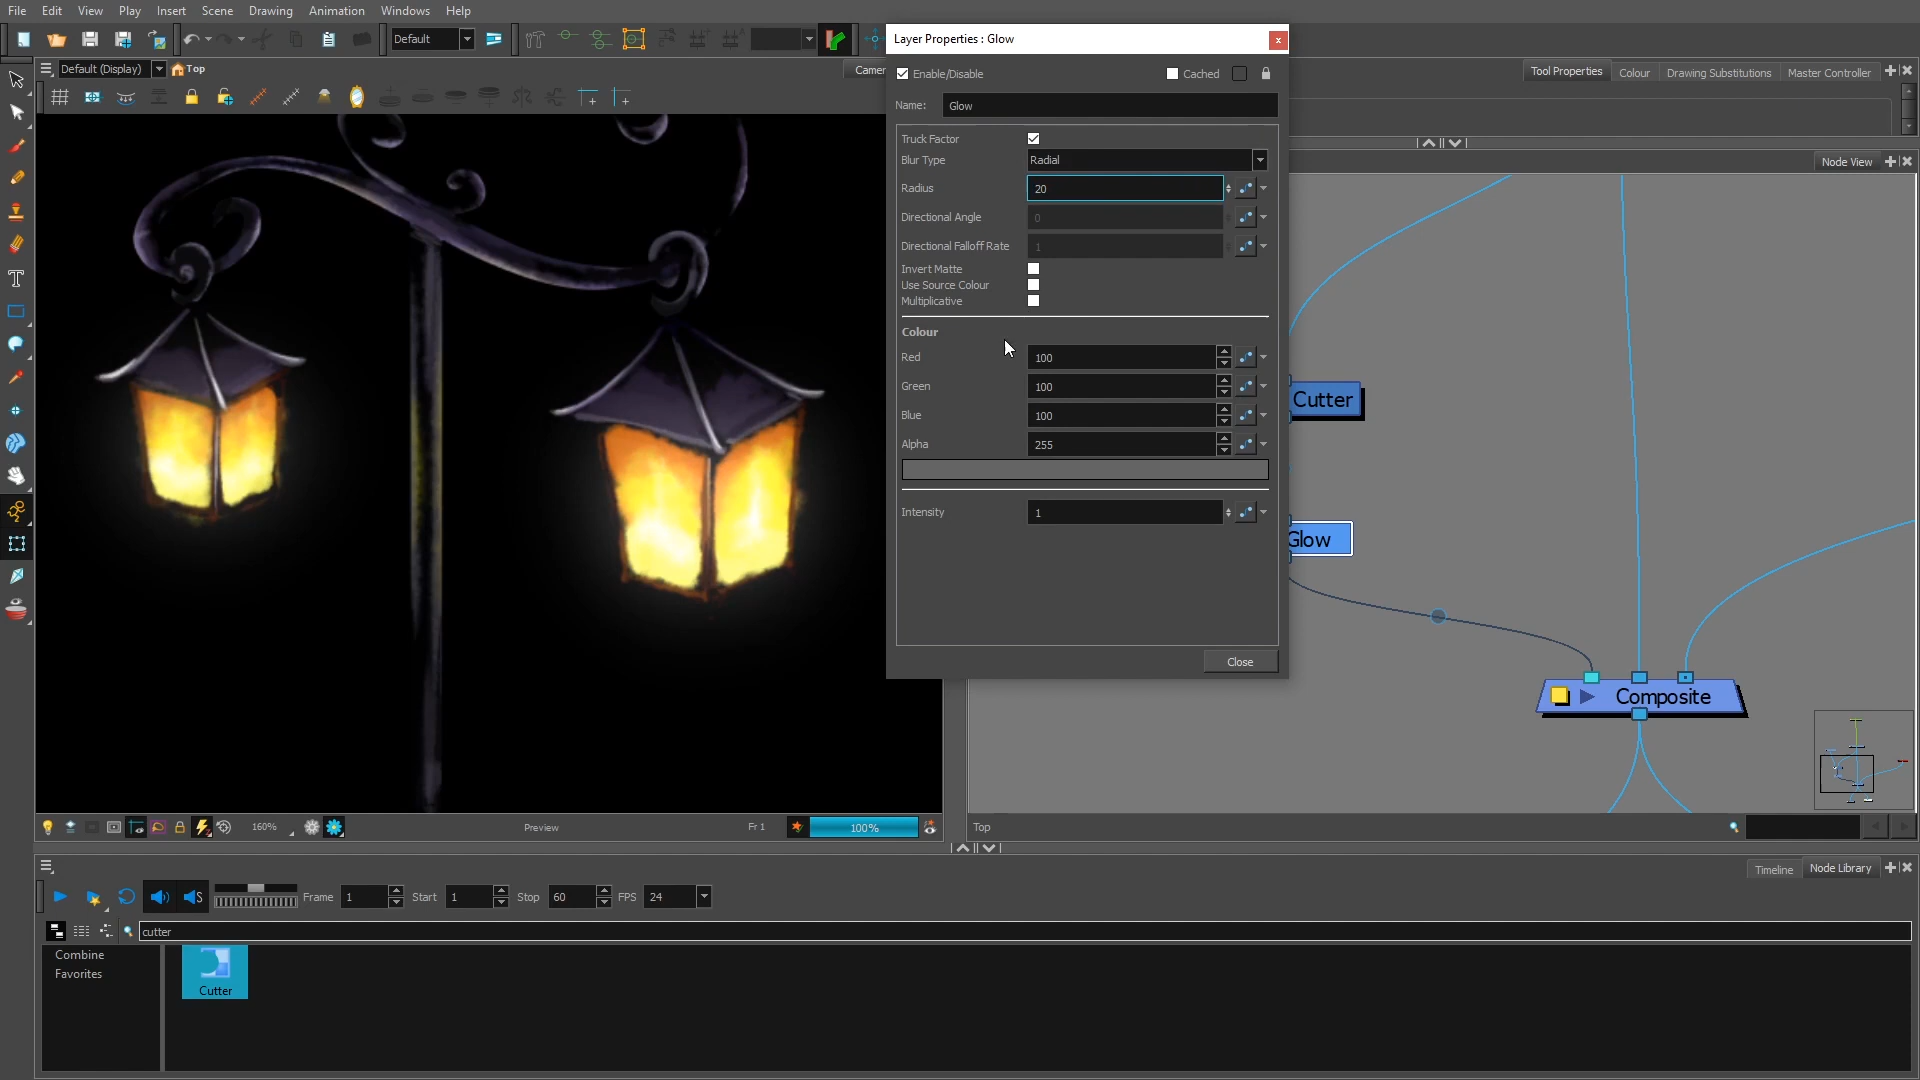 File Edit View Play Insert Scene Drawing Animation Windows Help
Default
Layer Properties : Glow
x
Default (Display) Top
Enable/Disable Cached
Tool Properties Colour Drawing Substitutions Master Controller
Name: Glow
Truck Factor
Blur Type Radial
Node View
Radius 20
Directional Angle 0
Directional Falloff Rate 1
Invert Matte
Use Source Colour
Multiplicative
Colour
Red 100
Green 100
Cutter
Blue 100
Alpha 255
Intensity 1
Glow
Close
Composite
160% Preview Fr 1 100%
Top
Timeline Node Library
Frame 1 Start 1 Stop 60 FPS 24
cutter
Combine
Favorites
Cutter